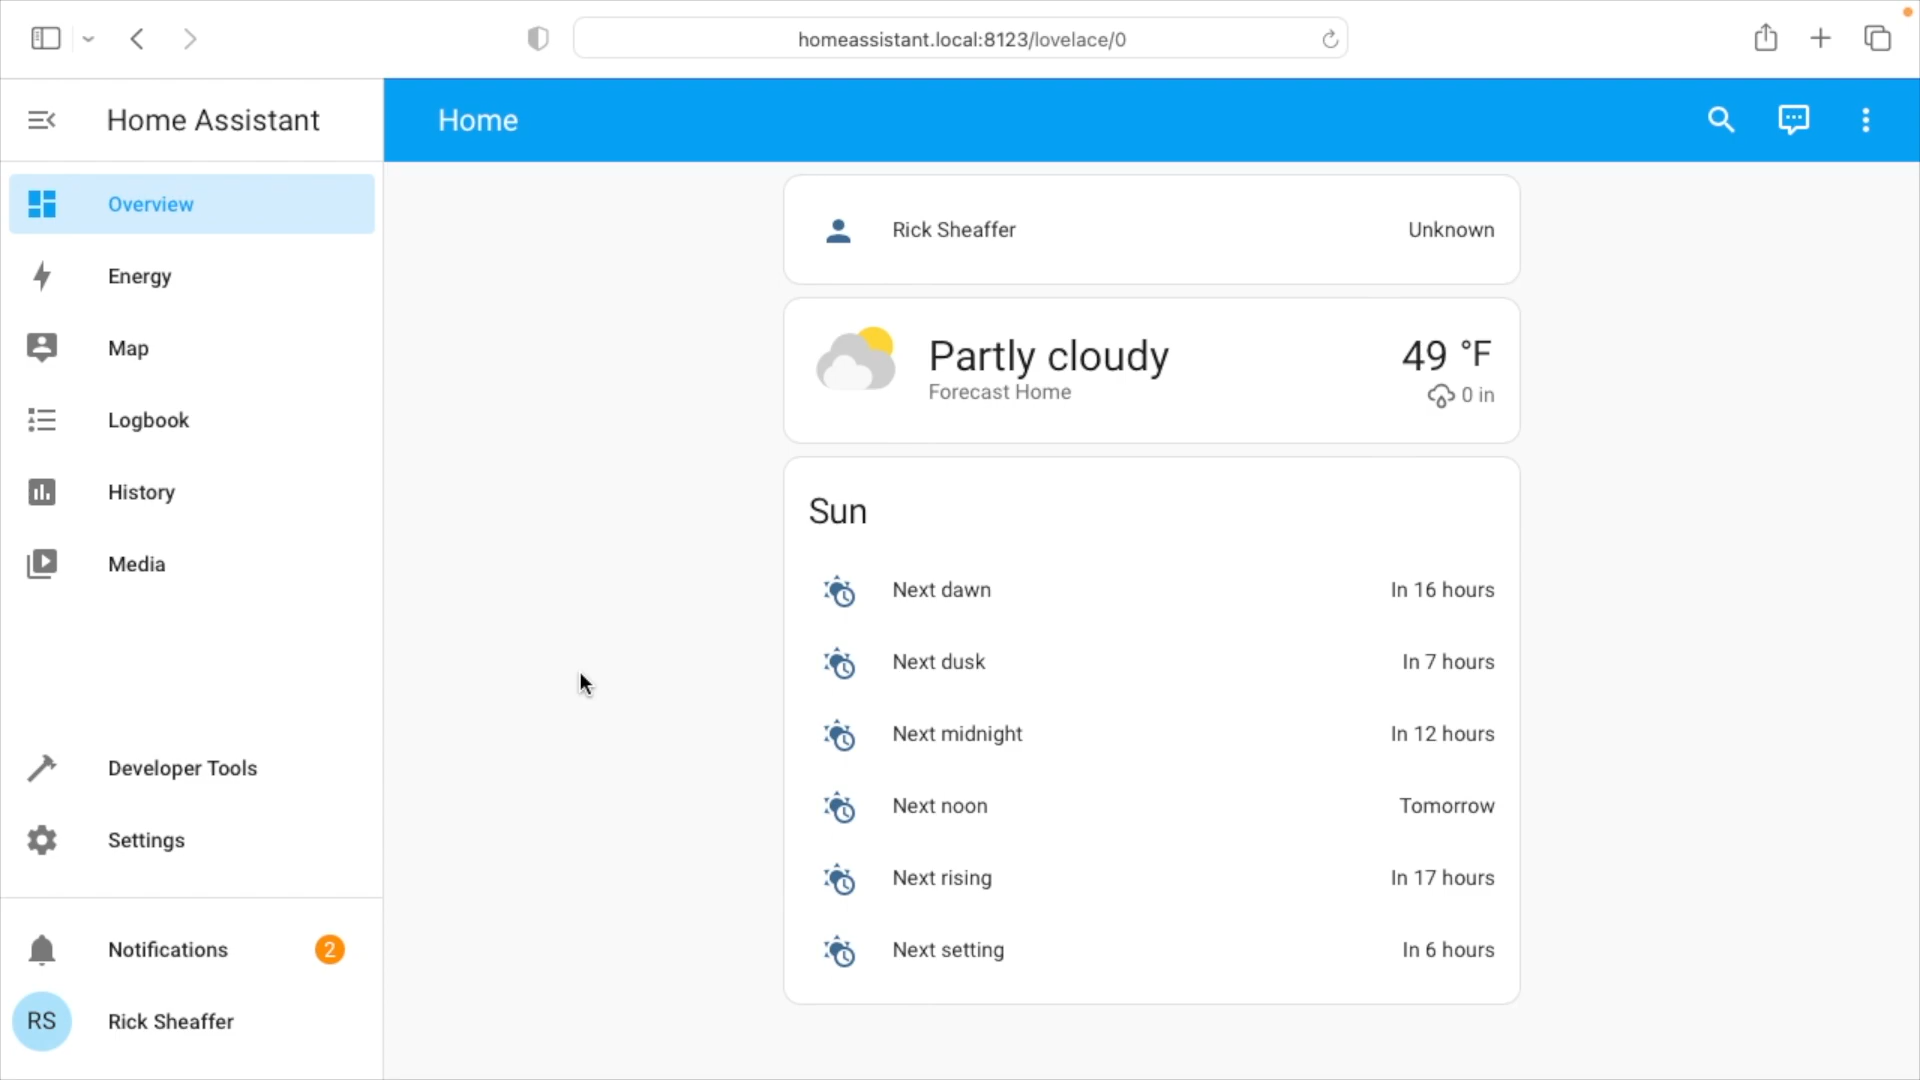 homeassistant.local:8123/lovelace/0
Home Assistant
Home
Overview
Energy
Map
Logbook
History
Media
Developer Tools
Settings
Notifications
2
RS
Rick Sheaffer
Rick Sheaffer
Unknown
Partly cloudy
49 °F
Forecast Home
0 in
Sun
Next dawn
In 16 hours
Next dusk
In 7 hours
Next midnight
In 12 hours
Next noon
Tomorrow
Next rising
In 17 hours
Next setting
In 6 hours